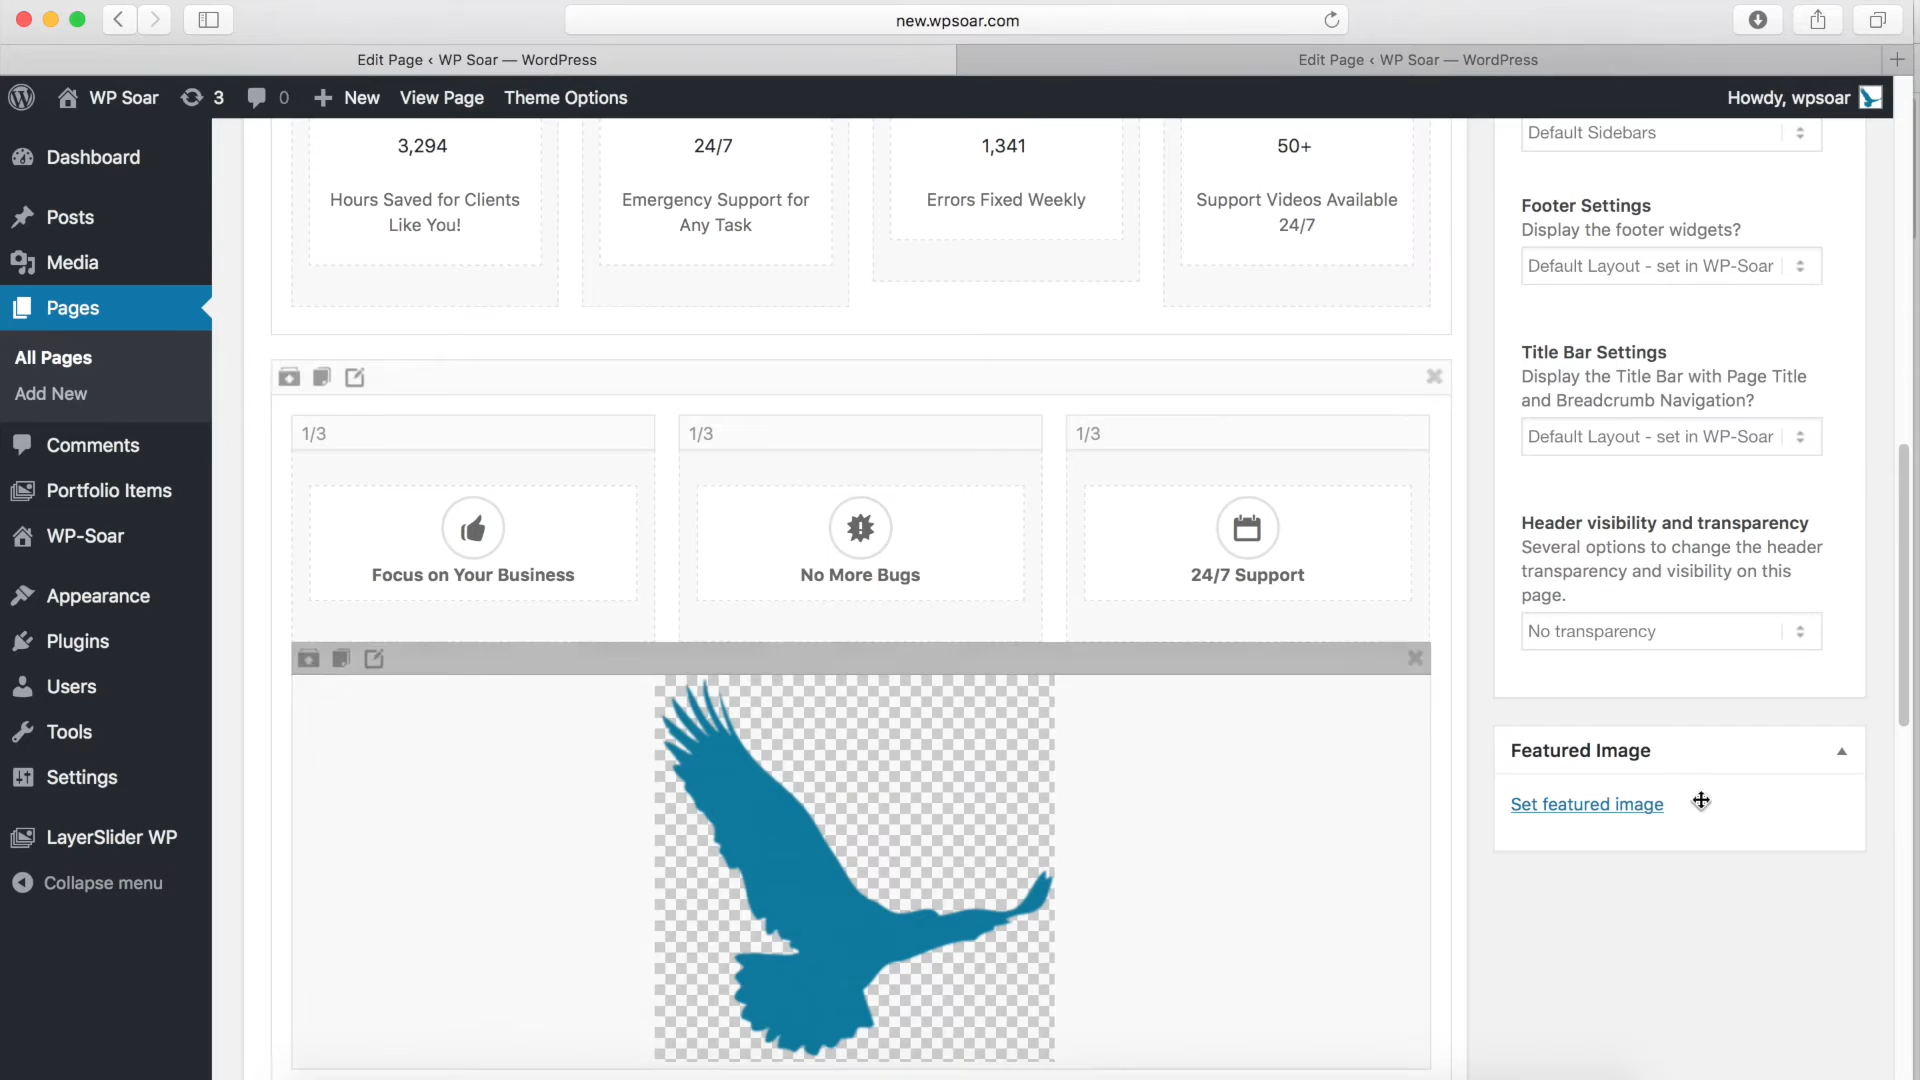 new.wpsoar.com
Edit Page ‹ WP Soar — WordPress
Edit Page ‹ WP Soar — WordPress
WP Soar
3
0
New
View Page
Theme Options
Howdy, wpsoar
Dashboard
Posts
Media
Pages
All Pages
Add New
Comments
Portfolio Items
WP-Soar
Appearance
Plugins
Users
Tools
Settings
LayerSlider WP
Collapse menu
3,294
Hours Saved for Clients
Like You!
24/7
Emergency Support for
Any Task
1,341
Errors Fixed Weekly
50+
Support Videos Available
24/7
1/3
1/3
1/3
Focus on Your Business
No More Bugs
24/7 Support
Default Sidebars
Footer Settings
Display the footer widgets?
Default Layout - set in WP-Soar
Title Bar Settings
Display the Title Bar with Page Title
and Breadcrumb Navigation?
Default Layout - set in WP-Soar
Header visibility and transparency
Several options to change the header
transparency and visibility on this
page.
No transparency
Featured Image
Set featured image